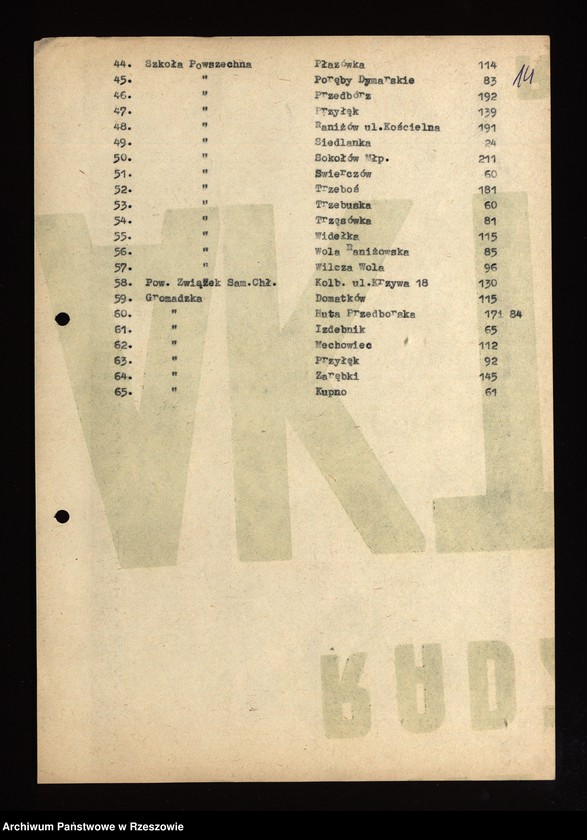 14
44. Szkoła Powszechna Płazówka 114
45. " Poręby Dymarskie 83
46. " Przedbórz 192
47. " Przyłęk 139
48. " Raniżów ul.Kościelna 191
49. " Siedlanka 24
50. " Sokołów Młp. 211
51. " Świerczów 60
52. " Trzeboś 181
53. " Trzebuska 60
54. " Trzęsówka 81
55. " Widełka 115
56. " Wola Raniżowska 85
57. " Wilcza Wola 96
58. Pow. Związek Sam.Chł. Kolb. ul.Krzywa 18 130
59. Gromadzka Domatków 115
60. " Huta Przedborska 17i 84
61. " Izdebnik 65
62. " Mechowiec 112
63. " Przyłęk 92
64. " Zarębki 145
65. " Kupno 61
Archiwum Państwowe w Rzeszowie